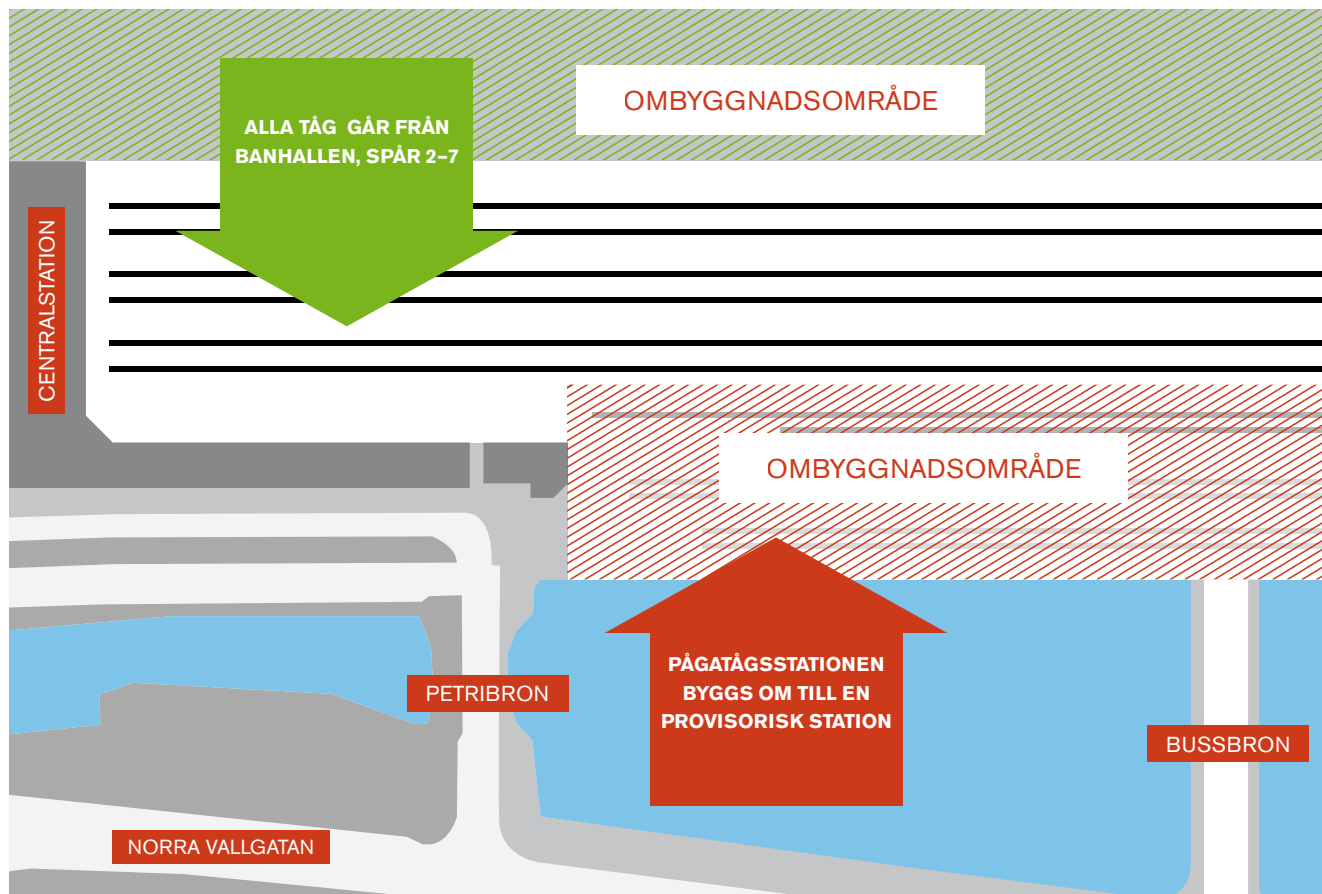 OMBYGGNADSOMRÅDE
ALLA TÅG GÅR FRÅN
BANHALLEN, SPÅR 2–7
CENTRALSTATION
OMBYGGNADSOMRÅDE
PÅGATÅGSSTATIONEN
BYGGS OM TILL EN
PROVISORISK STATION
PETRIBRON
BUSSBRON
NORRA VALLGATAN